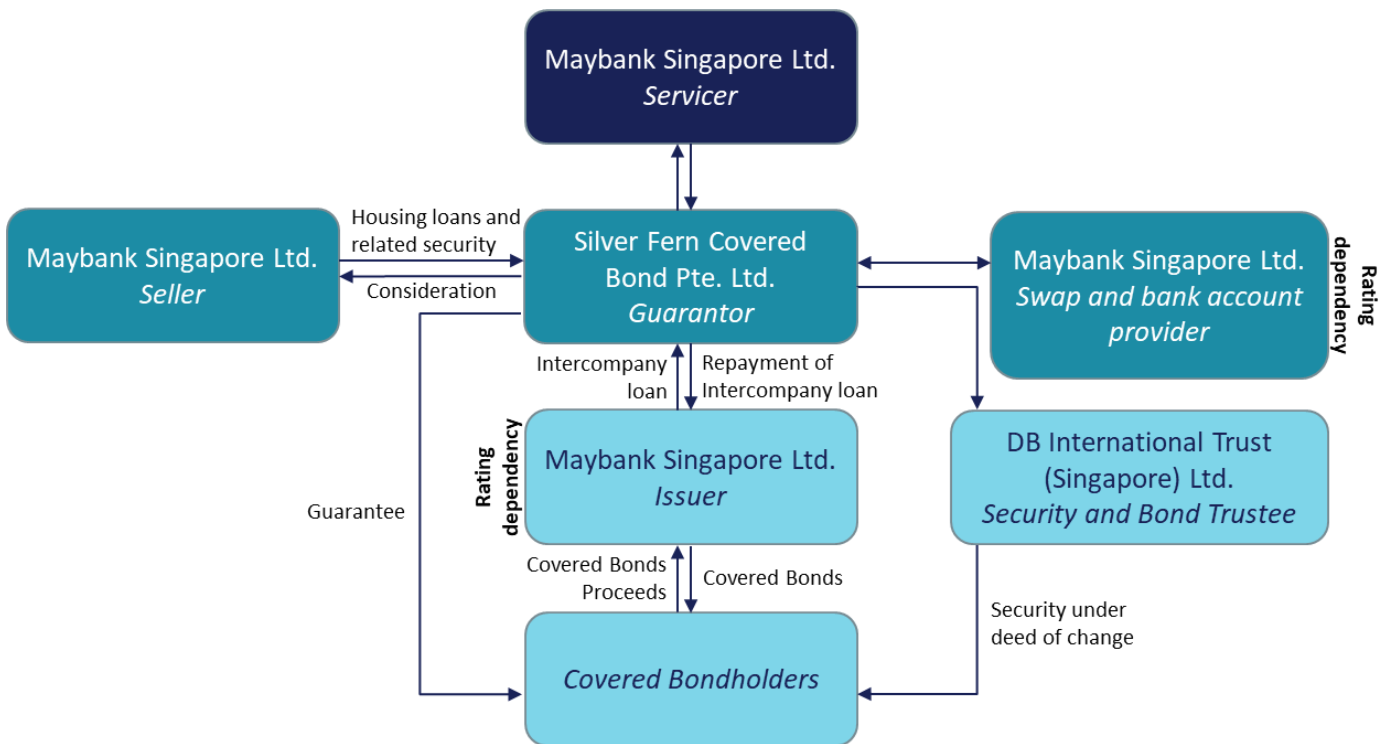 Maybank Singapore Ltd.
Servicer
Housing loans and
related security
Maybank Singapore Ltd.
Seller
Consideration
Silver Fern Covered
Bond Pte. Ltd.
Guarantor
Maybank Singapore Ltd.
Swap and bank account
provider
Rating
dependency
Intercompany
loan
Repayment of
Intercompany loan
Rating
dependency
Maybank Singapore Ltd.
Issuer
DB International Trust
(Singapore) Ltd.
Security and Bond Trustee
Guarantee
Covered Bonds
Proceeds
Covered Bonds
Security under
deed of change
Covered Bondholders